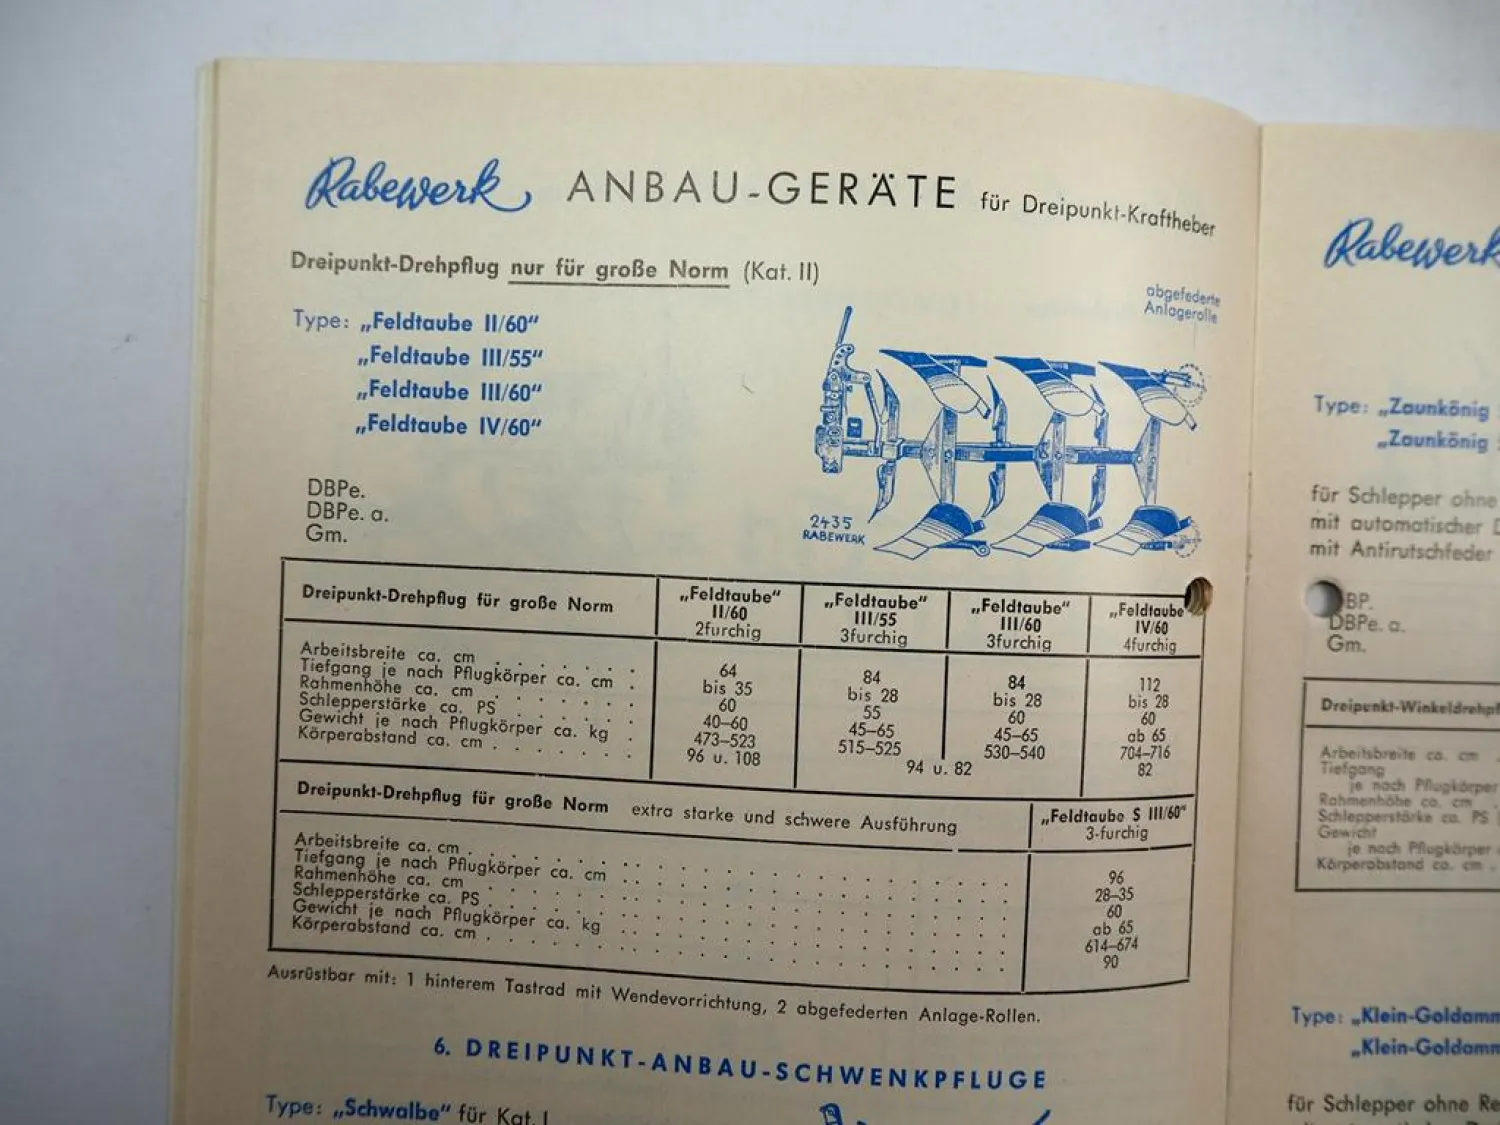 Rabewerk ANBAU-GERÄTE für Dreipunkt-Kraftheber
Dreipunkt-Drehpflug nur für große Norm (Kat. II)
abgefederte
Anlagerolle
Type: „Feldtaube II/60“
„Feldtaube III/55“
„Feldtaube III/60“
„Feldtaube IV/60“
DBPe.
DBPe. a.
Gm.
2435
RABEWERK
Dreipunkt-Drehpflug für große Norm „Feldtaube“ II/60 2furchig „Feldtaube“ III/55 3furchig „Feldtaube“ III/60 3furchig „Feldtaube IV/60 4furchig
Arbeitsbreite ca. cm 64 84 84 112
Tiefgang je nach Pflugkörper ca. cm bis 35 bis 28 bis 28 bis 28
Rahmenhöhe ca. cm 60 55 60 60
Schlepperstärke ca. PS 40–60 45–65 45–65 ab 65
Gewicht je nach Pflugkörper ca. kg 473–523 515–525 530–540 704–716
Körperabstand ca. cm 96 u. 108 94 u. 82 82
Dreipunkt-Drehpflug für große Norm extra starke und schwere Ausführung „Feldtaube S III/60“ 3-furchig
Arbeitsbreite ca. cm 96
Tiefgang je nach Pflugkörper ca. cm 28–35
Rahmenhöhe ca. cm 60
Schlepperstärke ca. PS ab 65
Gewicht je nach Pflugkörper ca. kg 614–674
Körperabstand ca. cm 90
Ausrüstbar mit: 1 hinterem Tastrad mit Wendevorrichtung, 2 abgefederten Anlage-Rollen.
6. DREIPUNKT-ANBAU-SCHWENKPFLUGE
Type: „Schwalbe“ für Kat. I
Rabewerk
Type: „Zaunkönig
„Zaunkönig
für Schlepper ohne
mit automatischer
mit Antirutschfeder
BP.
DBPe. a.
Gm.
Dreipunkt-Winkeldrehpf
Arbeitsbreite ca. cm
Tiefgang
je nach Pflugkörper
Rahmenhöhe ca. cm
Schlepperstärke ca. PS
Gewicht
je nach Pflugkörper
Körperabstand ca. cm
Type: „Klein-Goldamm
„Klein-Goldamm
für Schlepper ohne Re